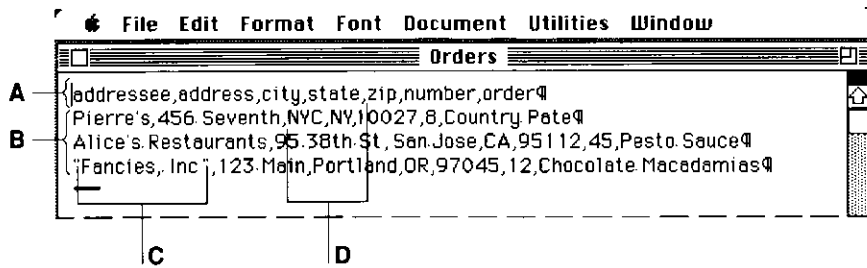 File Edit Format Font Document Utilities Window
Orders
A
addressee,address,city,state,zip,number,order¶
Pierre's,456 Seventh,NYC,NY,10027,8,Country Pate¶
B
Alice's Restaurants,95 38th St, San Jose,CA,95112,45,Pesto Sauce¶
"Fancies, Inc",123 Main,Portland,OR,97045,12,Chocolate Macadamias¶
C
D